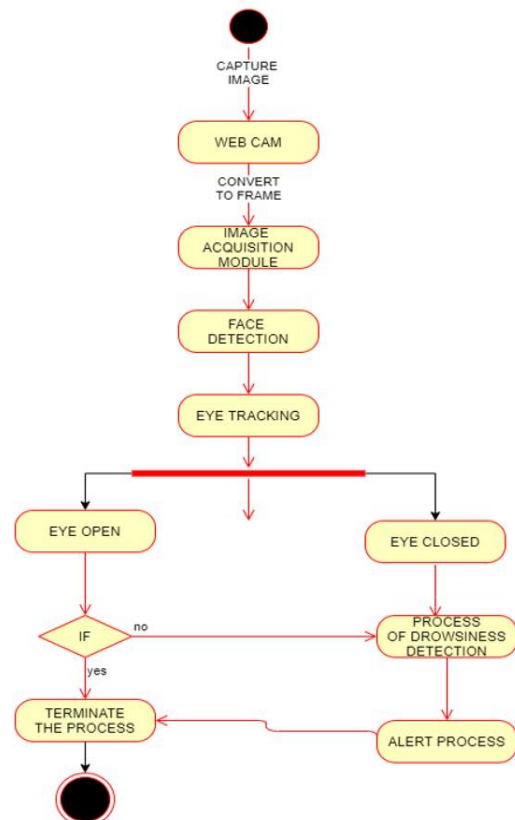 CAPTURE
IMAGE
WEB CAM
CONVERT
TO FRAME
IMAGE
ACQUISITION
MODULE
FACE
DETECTION
EYE TRACKING
EYE OPEN
EYE CLOSED
IF
no
PROCESS
OF DROWSINESS
DETECTION
yes
TERMINATE
THE PROCESS
ALERT PROCESS